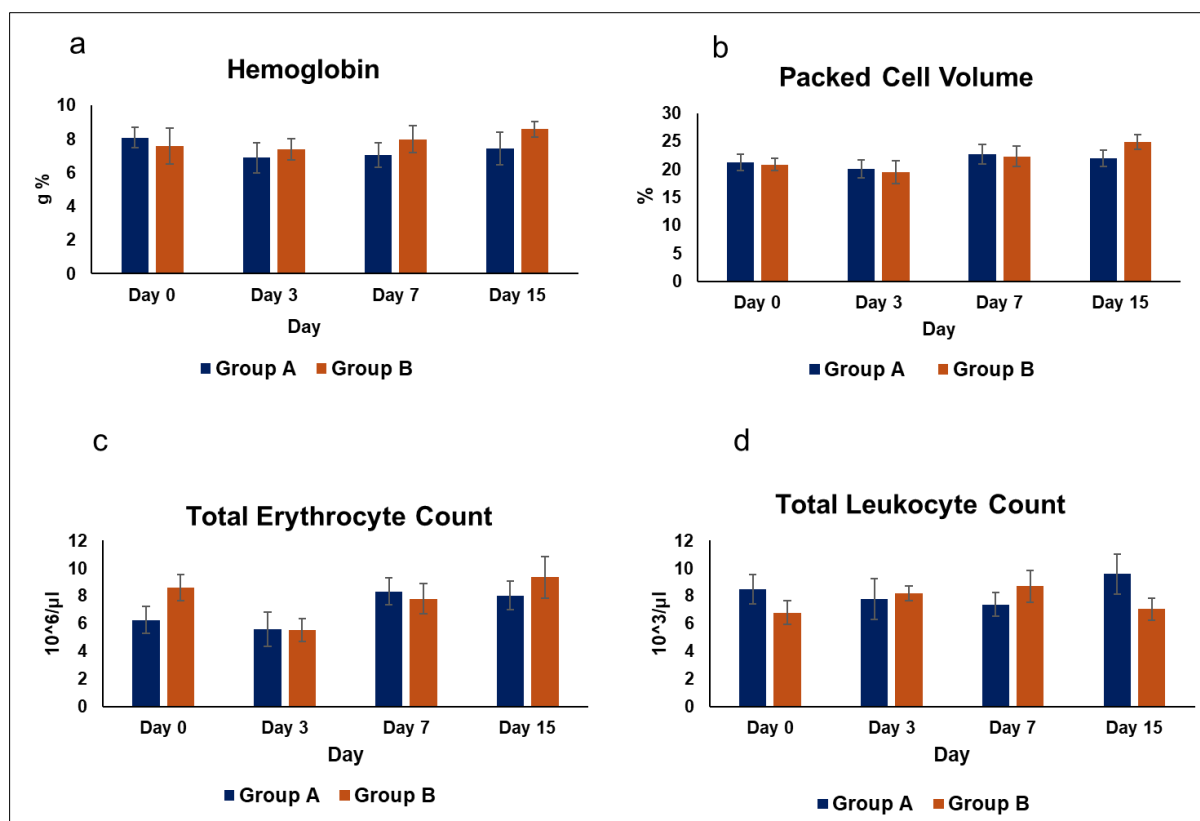 a
Hemoglobin
10
8
6
4
2
0
g %
Day 0 Day 3 Day 7 Day 15
Day
Group A Group B
b
Packed Cell Volume
30
25
20
15
10
5
0
%
Day 0 Day 3 Day 7 Day 15
Day
Group A Group B
c
Total Erythrocyte Count
12
10
8
6
4
2
0
10^6/µl
Day 0 Day 3 Day 7 Day 15
Day
Group A Group B
d
Total Leukocyte Count
12
10
8
6
4
2
0
10^3/µl
Day 0 Day 3 Day 7 Day 15
Day
Group A Group B